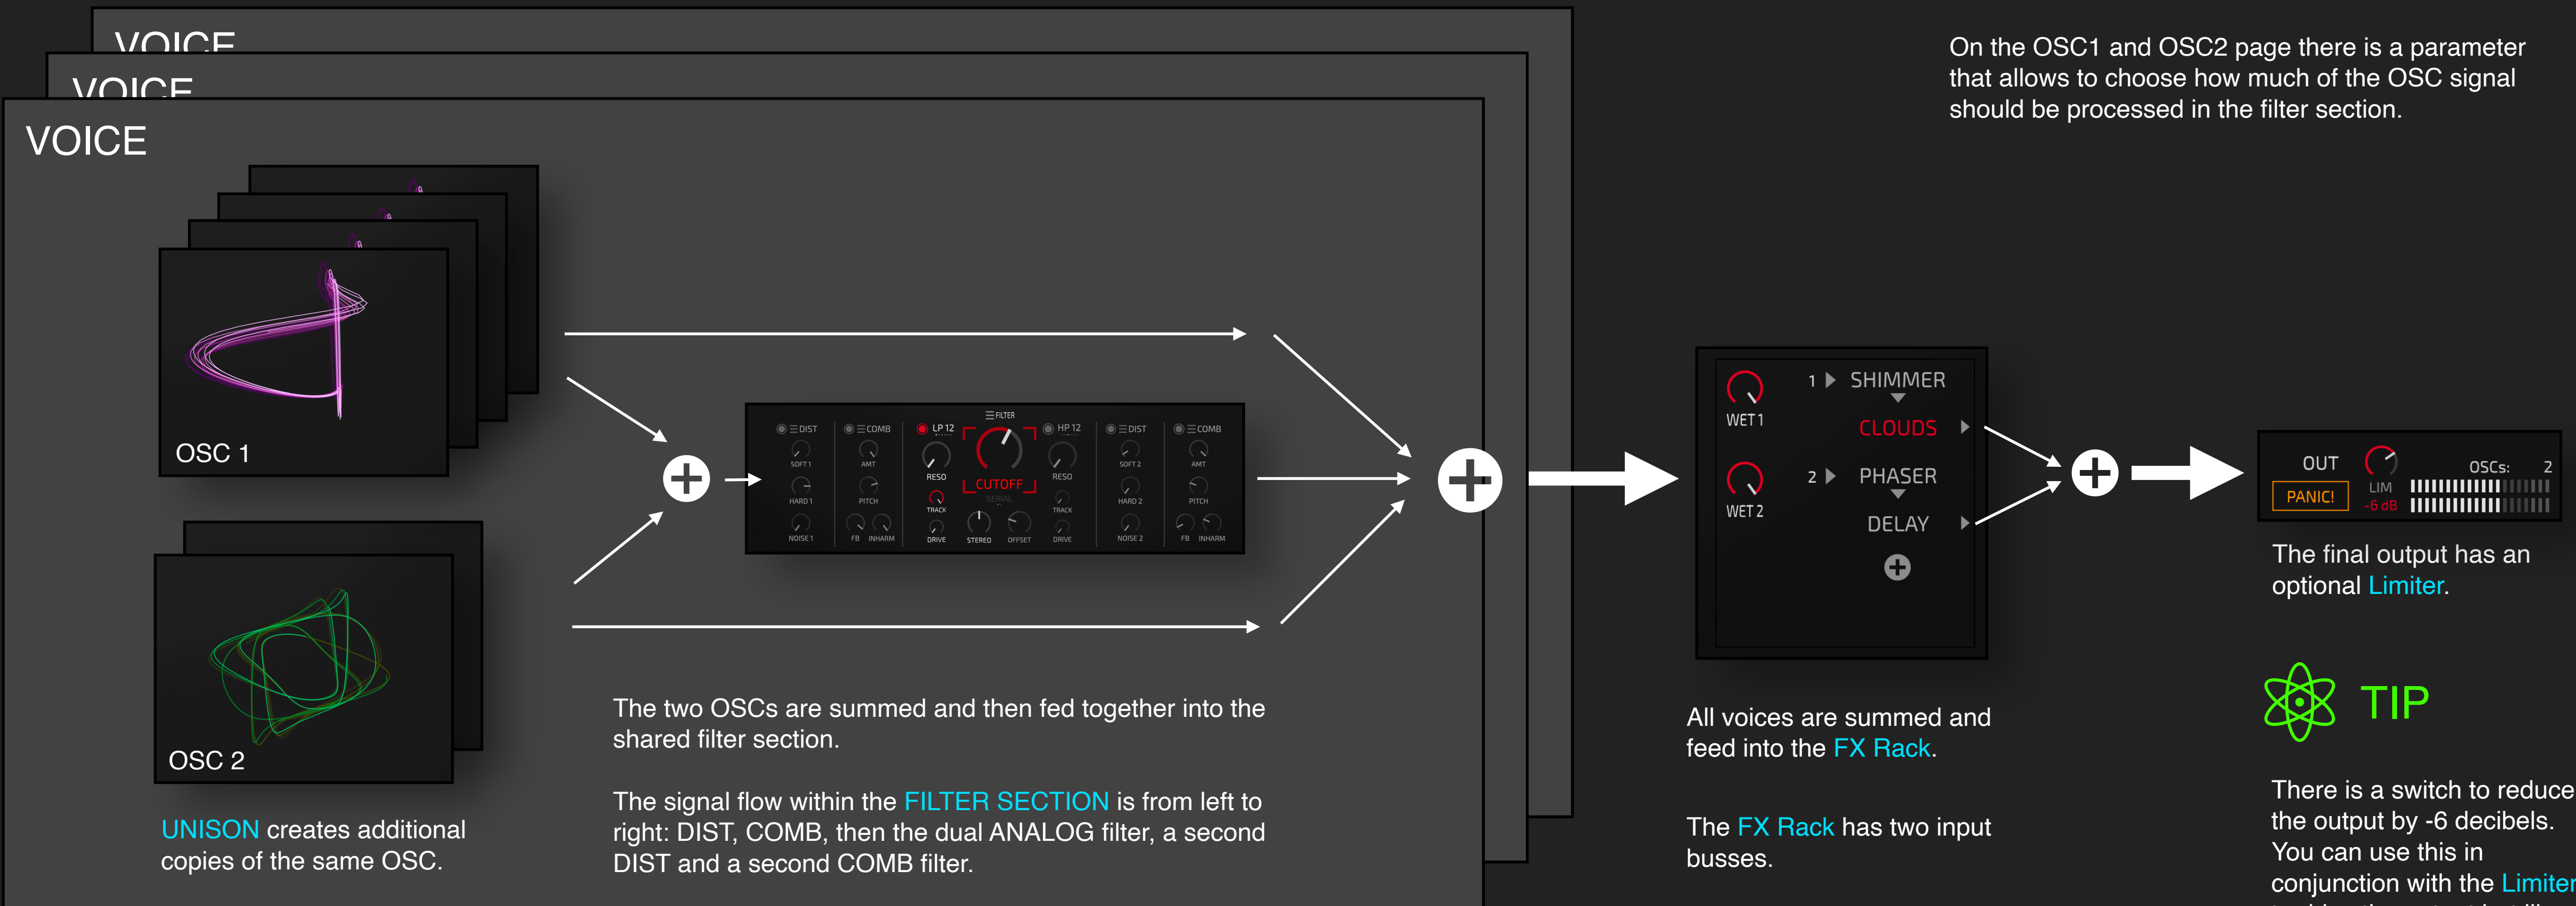 VOICE
VOICE
VOICE
On the OSC1 and OSC2 page there is a parameter
that allows to choose how much of the OSC signal
should be processed in the filter section.
OSC 1
OSC 2
UNISON creates additional
copies of the same OSC.
FILTER
DIST
SOFT 1
HARD 1
NOISE 1
COMB
AMT
PITCH
FB INHARM
LP 12
RESO
TRACK
DRIVE
CUTOFF
SERIAL
STEREO OFFSET
HP 12
RESO
TRACK
DRIVE
DIST
SOFT 2
HARD 2
NOISE 2
COMB
AMT
PITCH
FB INHARM
The two OSCs are summed and then fed together into the
shared filter section.
The signal flow within the FILTER SECTION is from left to
right: DIST, COMB, then the dual ANALOG filter, a second
DIST and a second COMB filter.
WET 1
1 SHIMMER
CLOUDS
WET 2
2 PHASER
DELAY
All voices are summed and
feed into the FX Rack.
The FX Rack has two input
busses.
OUT
PANIC!
LIM
-6 dB
OSCs: 2
The final output has an
optional Limiter.
TIP
There is a switch to reduce
the output by -6 decibels.
You can use this in
conjunction with the Limiter